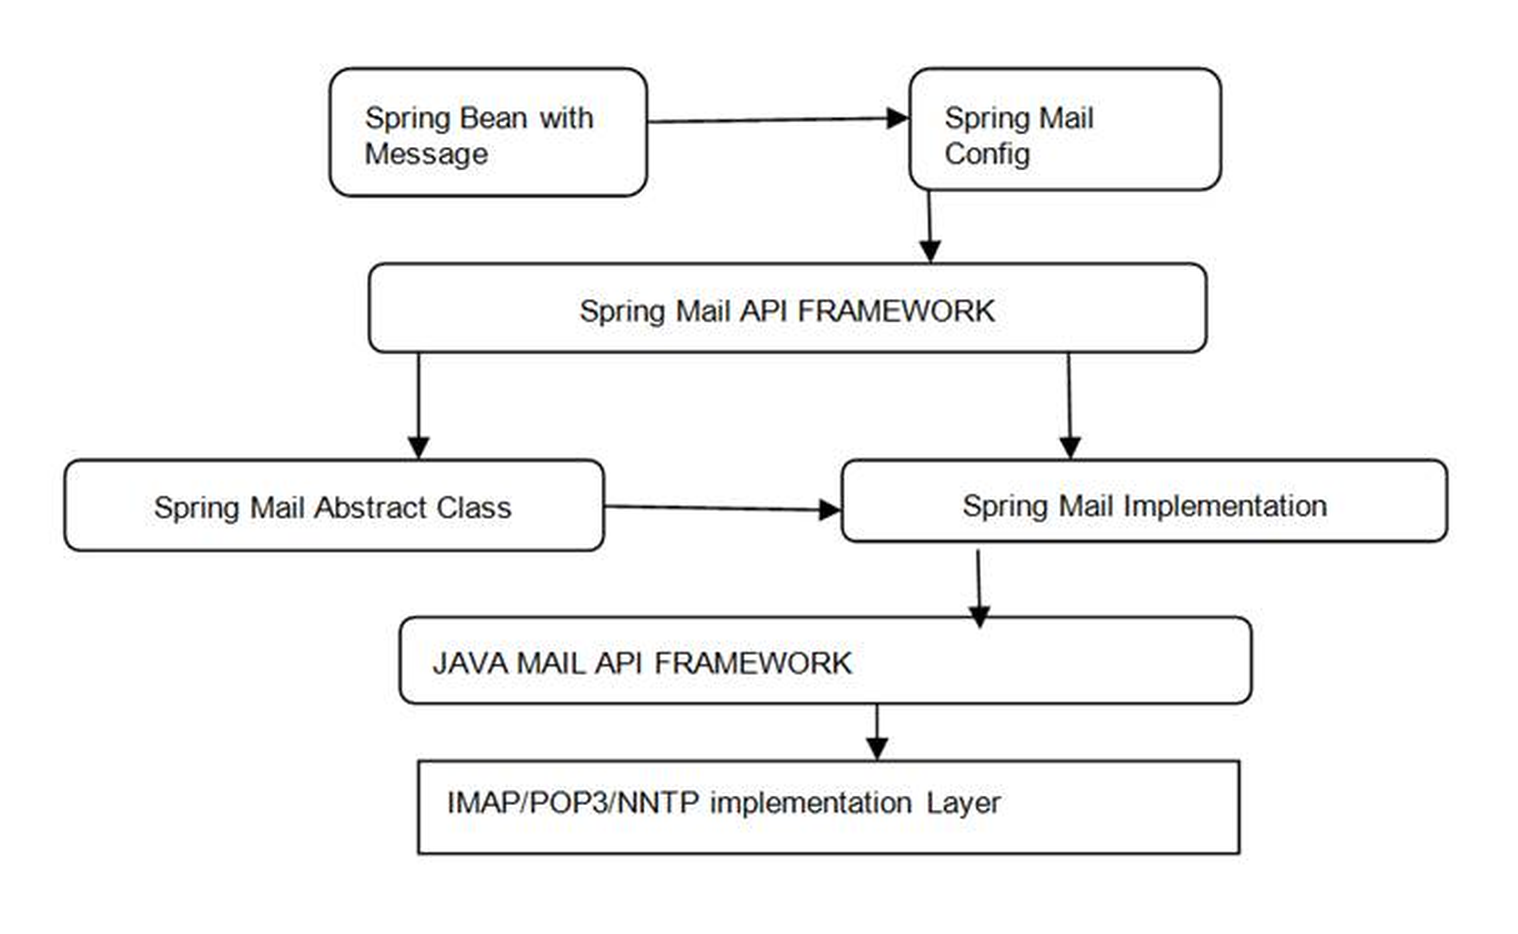 Spring Bean with
Message
Spring Mail
Config
Spring Mail API FRAMEWORK
Spring Mail Abstract Class
Spring Mail Implementation
JAVA MAIL API FRAMEWORK
IMAP/POP3/NNTP implementation Layer